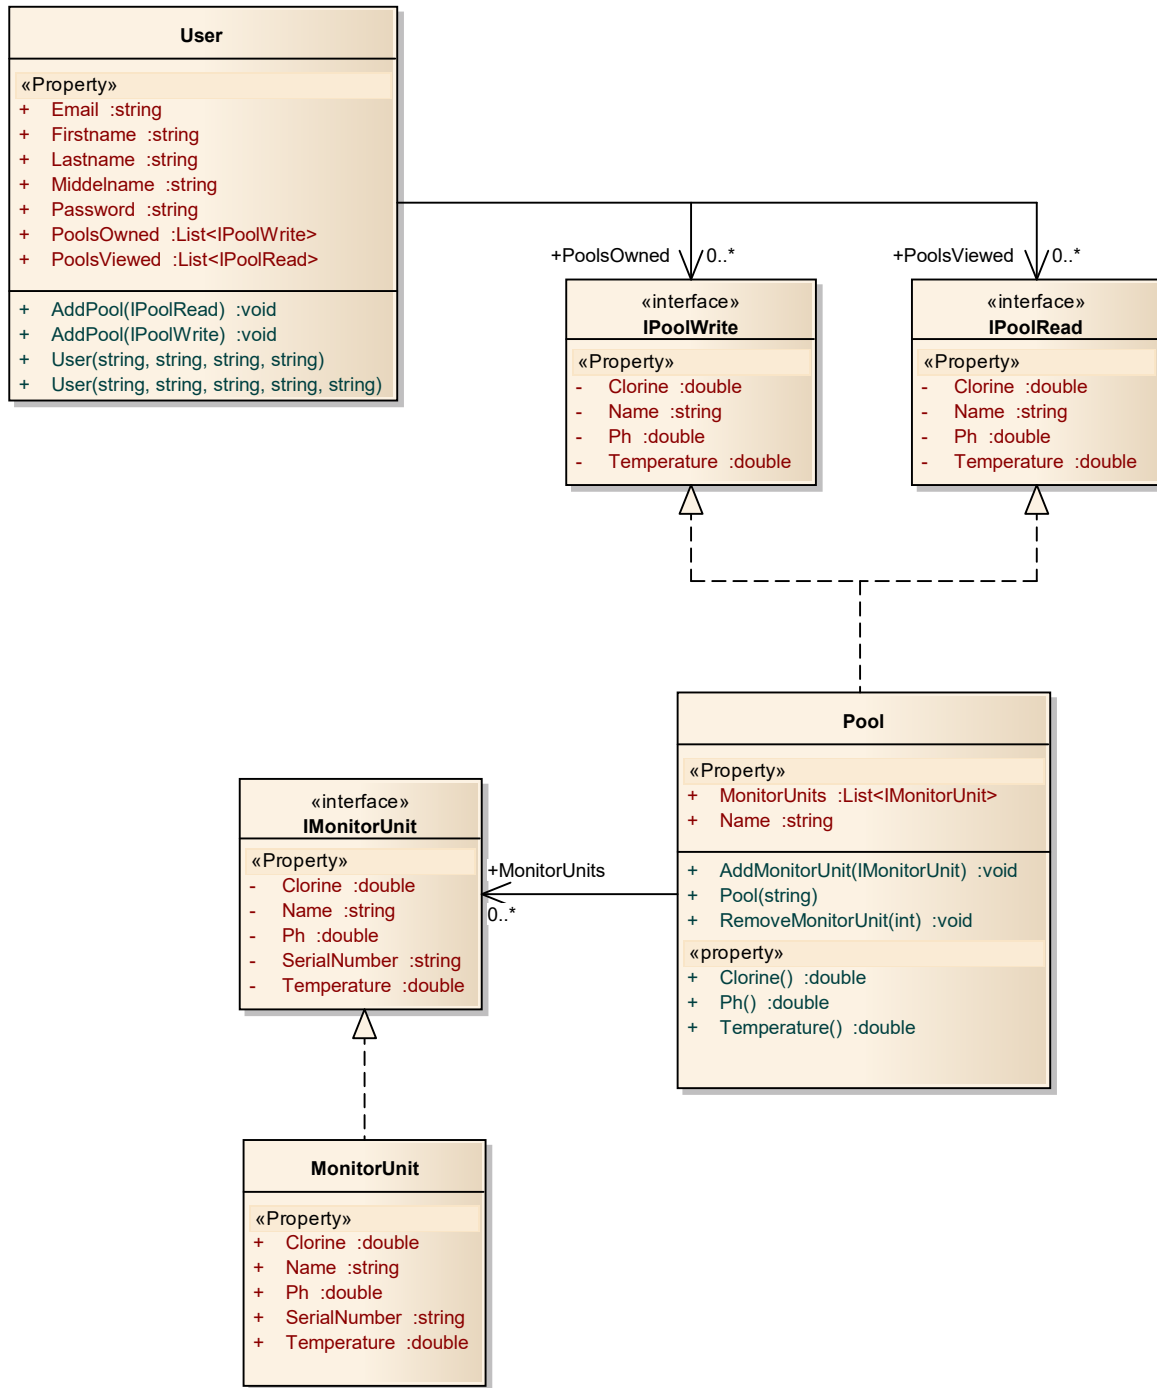 User
«Property»
+ Email :string
+ Firstname :string
+ Lastname :string
+ Middelname :string
+ Password :string
+ PoolsOwned :List<IPoolWrite>
+ PoolsViewed :List<IPoolRead>
+ AddPool(IPoolRead) :void
+ AddPool(IPoolWrite) :void
+ User(string, string, string, string)
+ User(string, string, string, string, string)
+PoolsOwned 0..*
+PoolsViewed 0..*
«interface»
IPoolWrite
«Property»
- Clorine :double
- Name :string
- Ph :double
- Temperature :double
«interface»
IPoolRead
«Property»
- Clorine :double
- Name :string
- Ph :double
- Temperature :double
Pool
«Property»
+ MonitorUnits :List<IMonitorUnit>
+ Name :string
+ AddMonitorUnit(IMonitorUnit) :void
+ Pool(string)
+ RemoveMonitorUnit(int) :void
«property»
+ Clorine() :double
+ Ph() :double
+ Temperature() :double
+MonitorUnits
0..*
«interface»
IMonitorUnit
«Property»
- Clorine :double
- Name :string
- Ph :double
- SerialNumber :string
- Temperature :double
MonitorUnit
«Property»
+ Clorine :double
+ Name :string
+ Ph :double
+ SerialNumber :string
+ Temperature :double